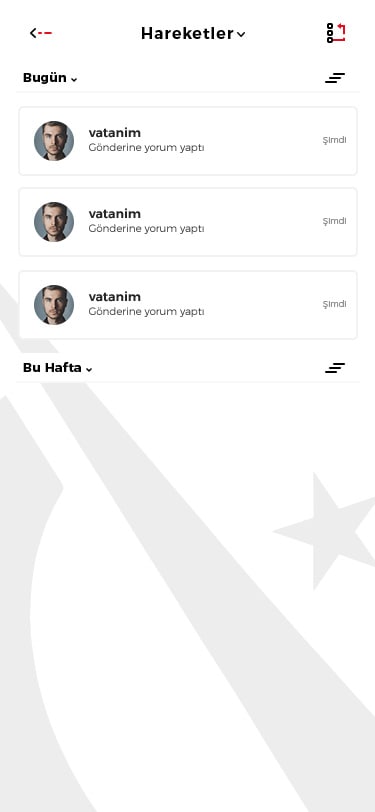 Hareketler
Bugün
vatanim
Gönderine yorum yaptı
Şimdi
vatanim
Gönderine yorum yaptı
Şimdi
vatanim
Gönderine yorum yaptı
Şimdi
Bu Hafta